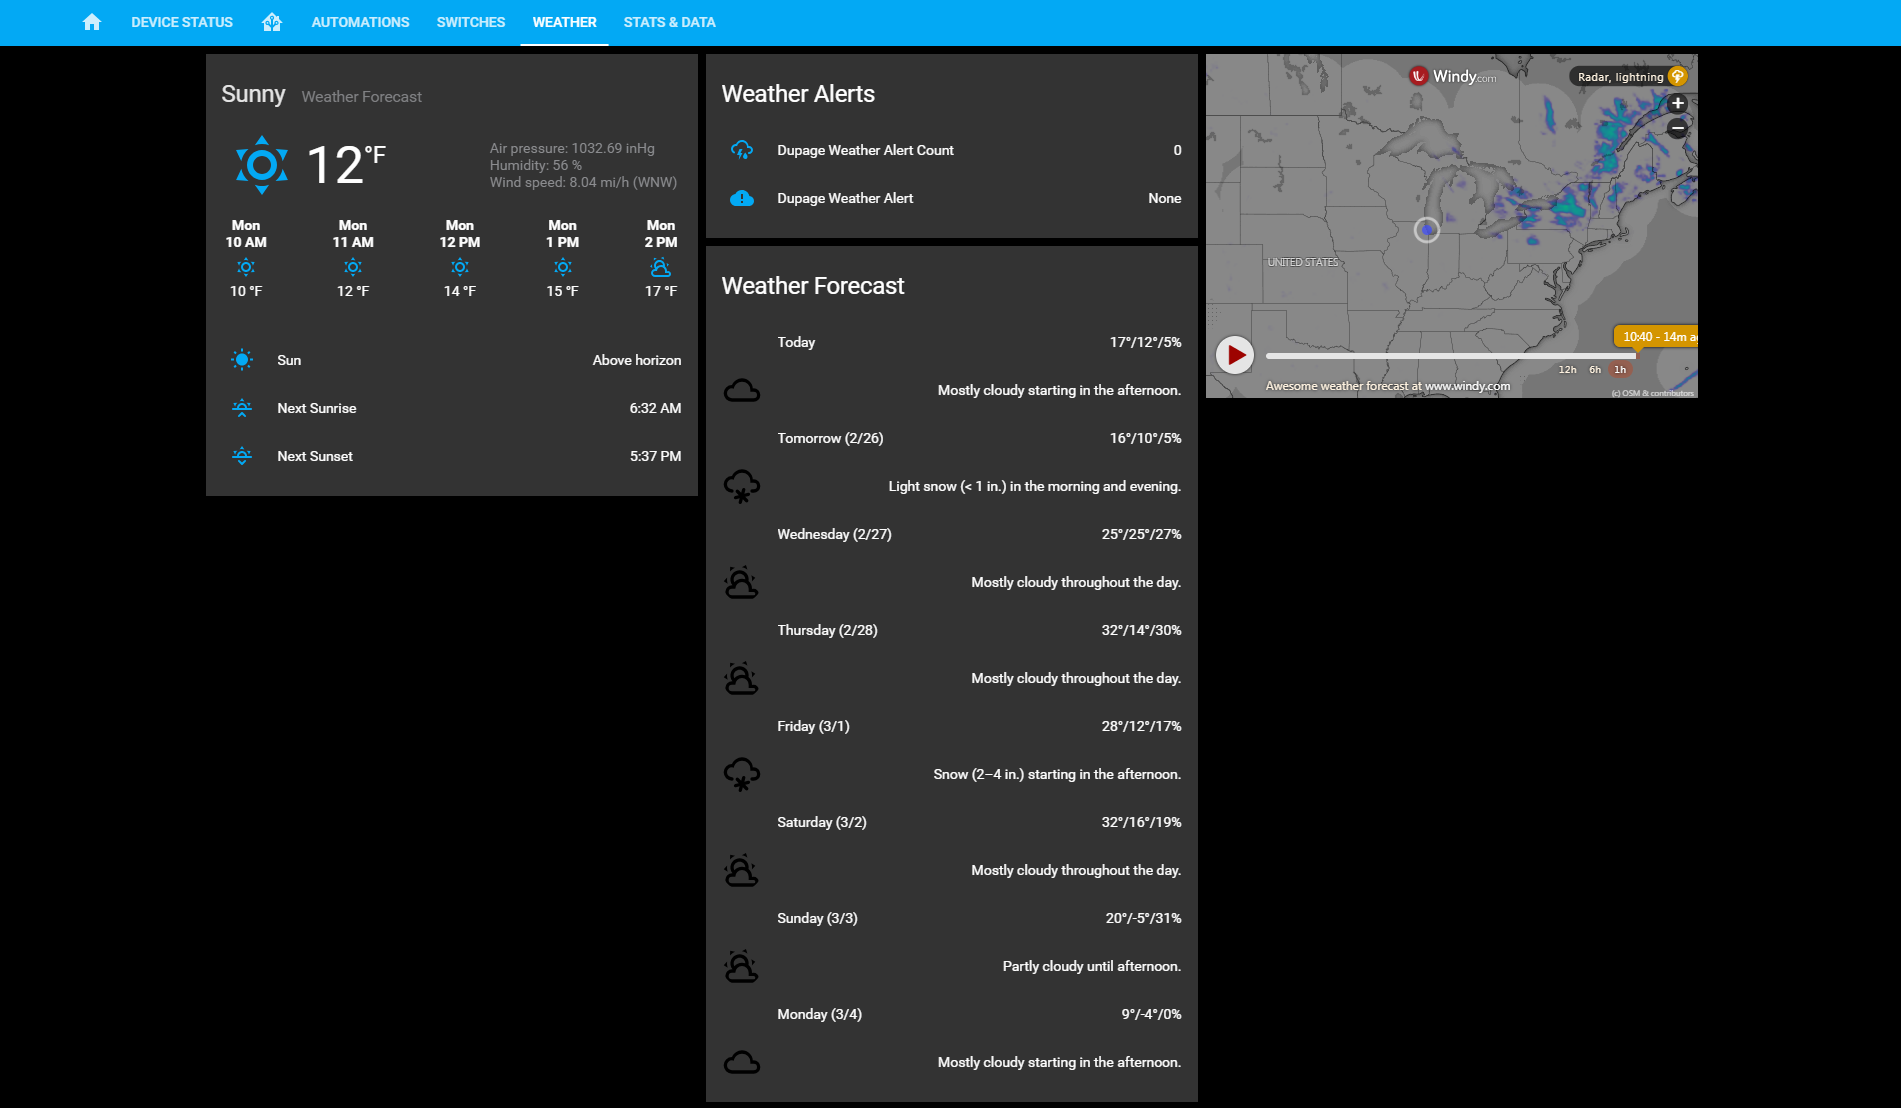 DEVICE STATUS
AUTOMATIONS
SWITCHES
WEATHER
STATS & DATA
Sunny Weather Forecast
12°F
Air pressure: 1032.69 inHg
Humidity: 56 %
Wind speed: 8.04 mi/h (WNW)
Mon Mon Mon Mon Mon
10 AM 11 AM 12 PM 1 PM 2 PM
10 °F 12 °F 14 °F 15 °F 17 °F
Sun Above horizon
Next Sunrise 6:32 AM
Next Sunset 5:37 PM
Weather Alerts
Dupage Weather Alert Count 0
Dupage Weather Alert None
Weather Forecast
Today 17°/12°/5%
Mostly cloudy starting in the afternoon.
Tomorrow (2/26) 16°/10°/5%
Light snow (< 1 in.) in the morning and evening.
Wednesday (2/27) 25°/25°/27%
Mostly cloudy throughout the day.
Thursday (2/28) 32°/14°/30%
Mostly cloudy throughout the day.
Friday (3/1) 28°/12°/17%
Snow (2–4 in.) starting in the afternoon.
Saturday (3/2) 32°/16°/19%
Mostly cloudy throughout the day.
Sunday (3/3) 20°/-5°/31%
Partly cloudy until afternoon.
Monday (3/4) 9°/-4°/0%
Mostly cloudy starting in the afternoon.
Windy.com
Radar, lightning
+
−
UNITED STATES
10:40 - 14m a
12h 6h 1h
Awesome weather forecast at www.windy.com
(c) OSM & contributors